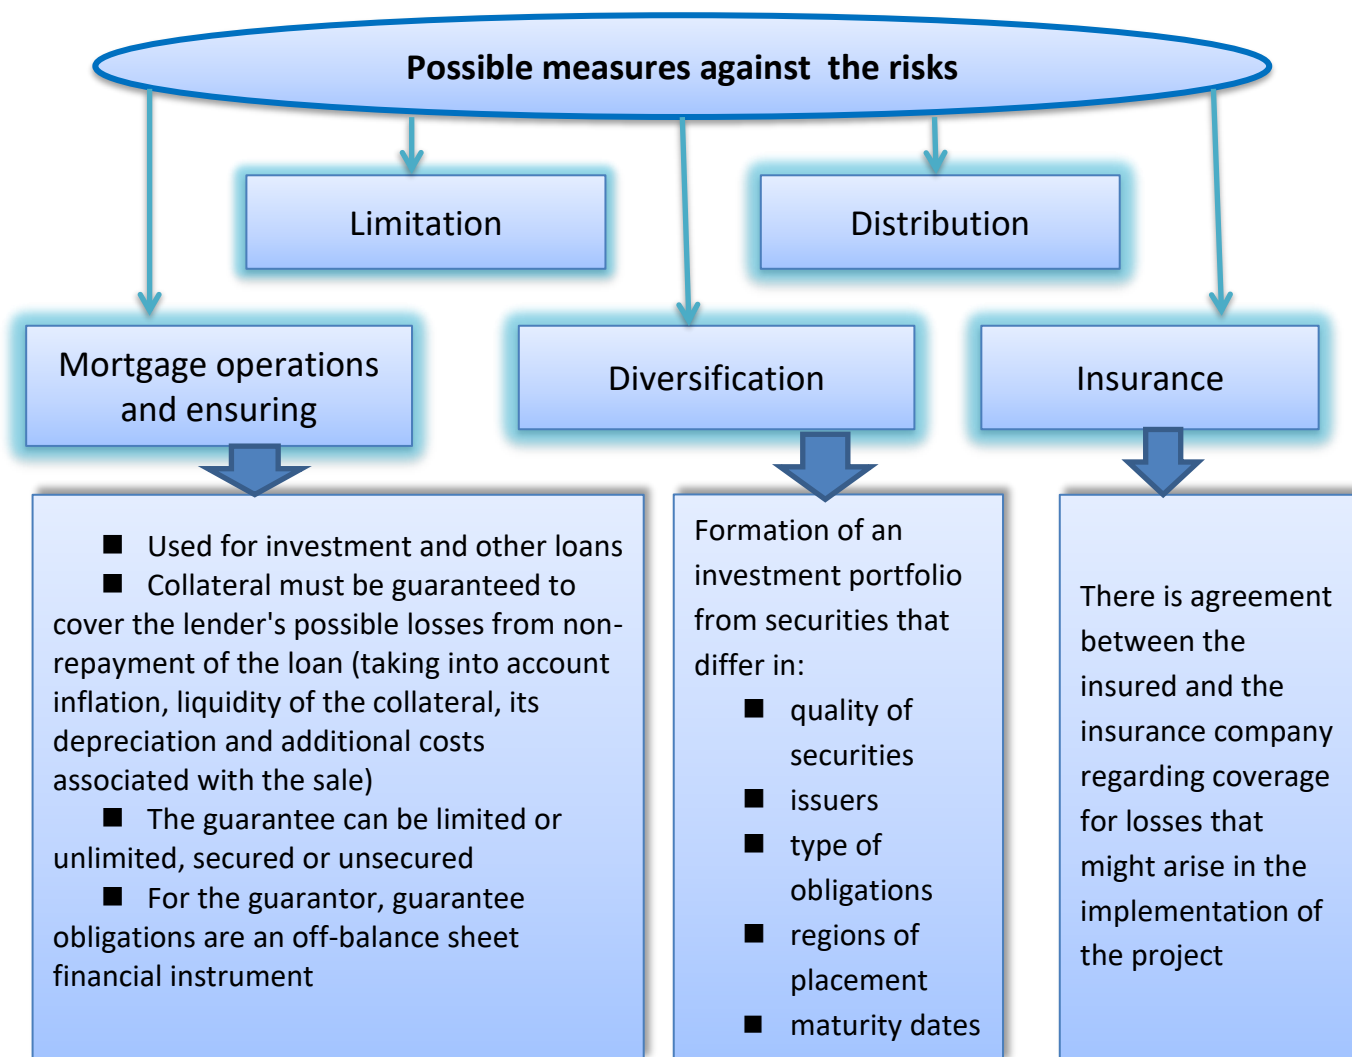 Possible measures against  the risks
Limitation
Distribution
Mortgage operations
and ensuring
Diversification
Insurance
■ Used for investment and other loans
■ Collateral must be guaranteed to
cover the lender's possible losses from non-
repayment of the loan (taking into account
inflation, liquidity of the collateral, its
depreciation and additional costs
associated with the sale)
■ The guarantee can be limited or
unlimited, secured or unsecured
■ For the guarantor, guarantee
obligations are an off-balance sheet
financial instrument
Formation of an
investment portfolio
from securities that
differ in:
■ quality of
securities
■ issuers
■ type of
obligations
■ regions of
placement
■ maturity dates
There is agreement
between the
insured and the
insurance company
regarding coverage
for losses that
might arise in the
implementation of
the project